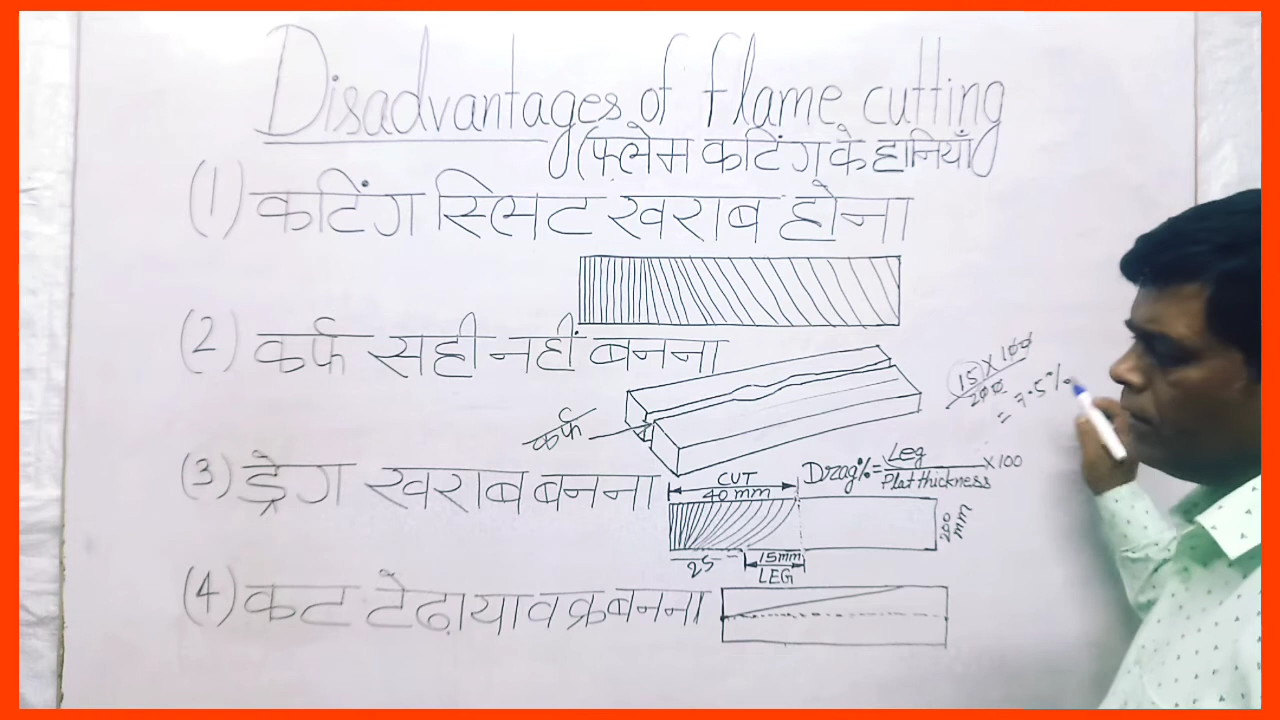 Disadvantages of flame cutting
(फ्लेम कटिंग के हानियाँ)
(1) कटिंग स्लिट खराब होना
(2) कर्फ सही नहीं बनना
15 X 100
200
= 7.5%
कर्फ
(3) ड्रेग खराब बनना
CUT
40 mm
Drag% = Leg X 100
Plat thickness
200 mm
25
15mm
LEG
(4) कट टेढ़ा या वक्र बनना